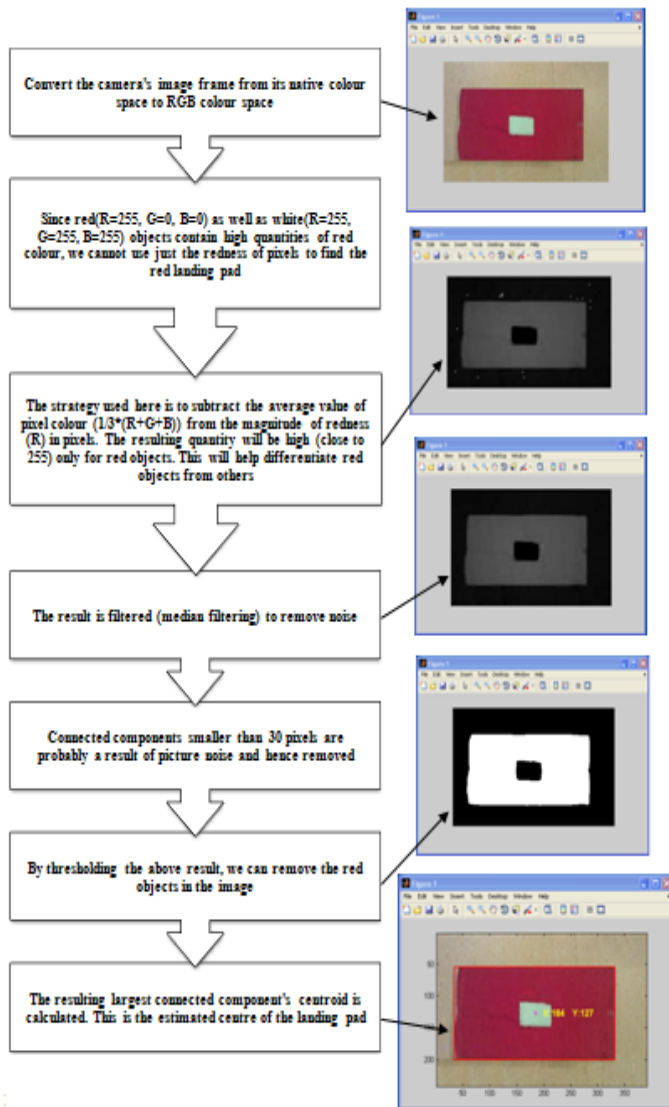 Convert the camera's image frame from its native colour
space to RGB colour space
Since red(R=255, G=0, B=0) as well as white(R=255,
G=255, B=255) objects contain high quantities of red
colour, we cannot use just the redness of pixels to find the
red landing pad
The strategy used here is to subtract the average value of
pixel colour (1/3*(R+G+B)) from the magnitude of redness
(R) in pixels. The resulting quantity will be high (close to
255) only for red objects. This will help differentiate red
objects from others
The result is filtered (median filtering) to remove noise
Connected components smaller than 30 pixels are
probably a result of picture noise and hence removed
By thresholding the above result, we can remove the red
objects in the image
The resulting largest connected component's centroid is
calculated. This is the estimated centre of the landing pad
Figure 1
File Edit View Insert Tools Desktop Window Help
Figure 1
File Edit View Insert Tools Desktop Window Help
Figure 1
File Edit View Insert Tools Desktop Window Help
Figure 1
File Edit View Insert Tools Desktop Window Help
Figure 1
File Edit View Insert Tools Desktop Window Help
50
100
150
200
Y:127
50 100 150 200 250 300 350